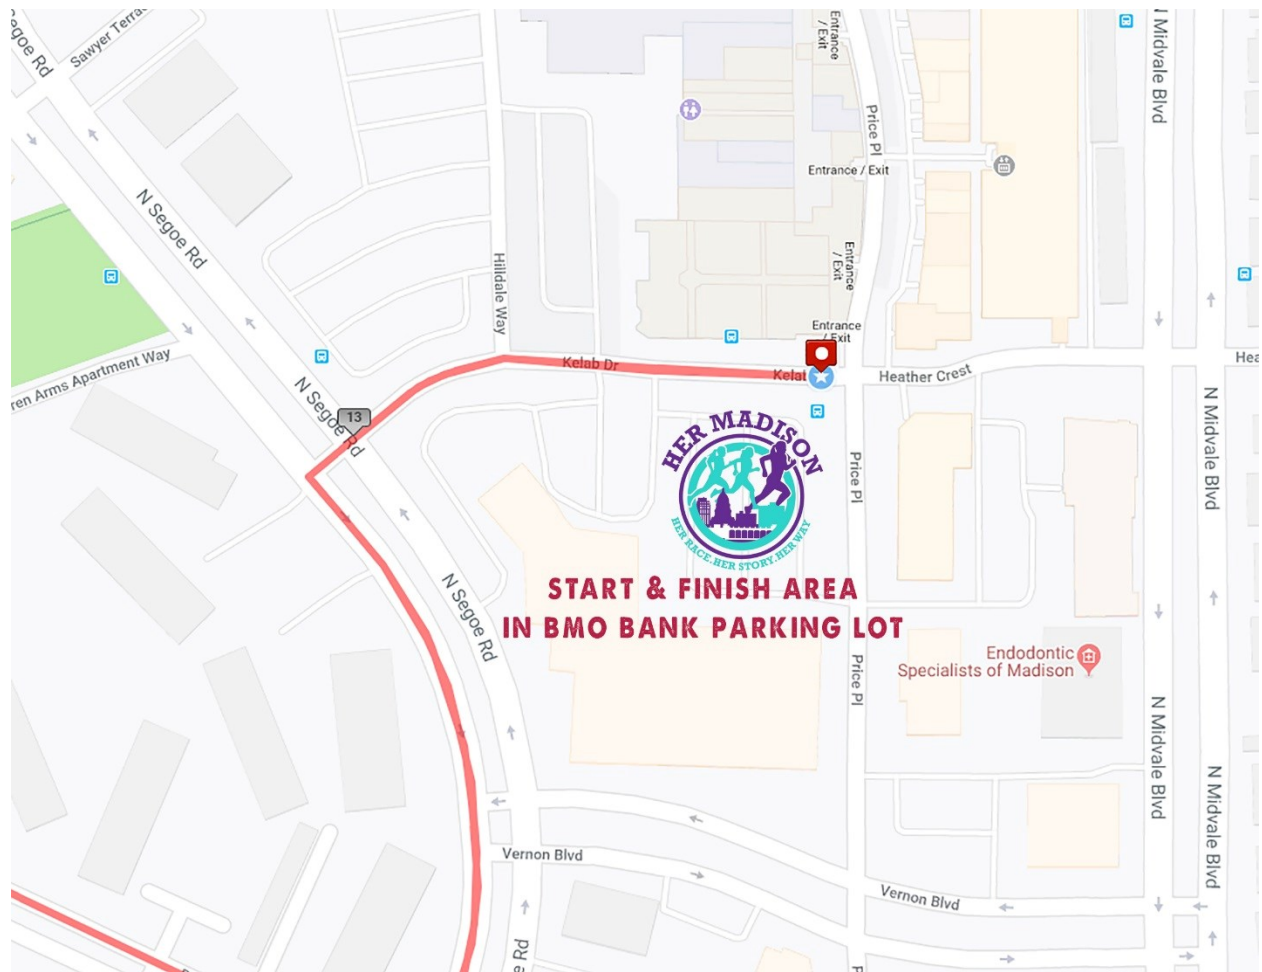 egoe Rd
Sawyer Terra
N Segoe Rd
Entrance
/ Exit
Price Pl
N Midvale Blvd
Entrance / Exit
Entrance
/ Exit
Hilldale Way
Entrance
/ Exit
Kelab Dr
Kelab
Heather Crest
Hea
ren Arms Apartment Way
N Segoe Rd
13
HER MADISON
HER RACE.HER STORY.HER WAY
Price Pl
N Midvale Blvd
START & FINISH AREA
IN BMO BANK PARKING LOT
N Segoe Rd
Price Pl
Endodontic
Specialists of Madison
N Midvale Blvd
N Midvale Blvd
Vernon Blvd
Vernon Blvd
e Rd